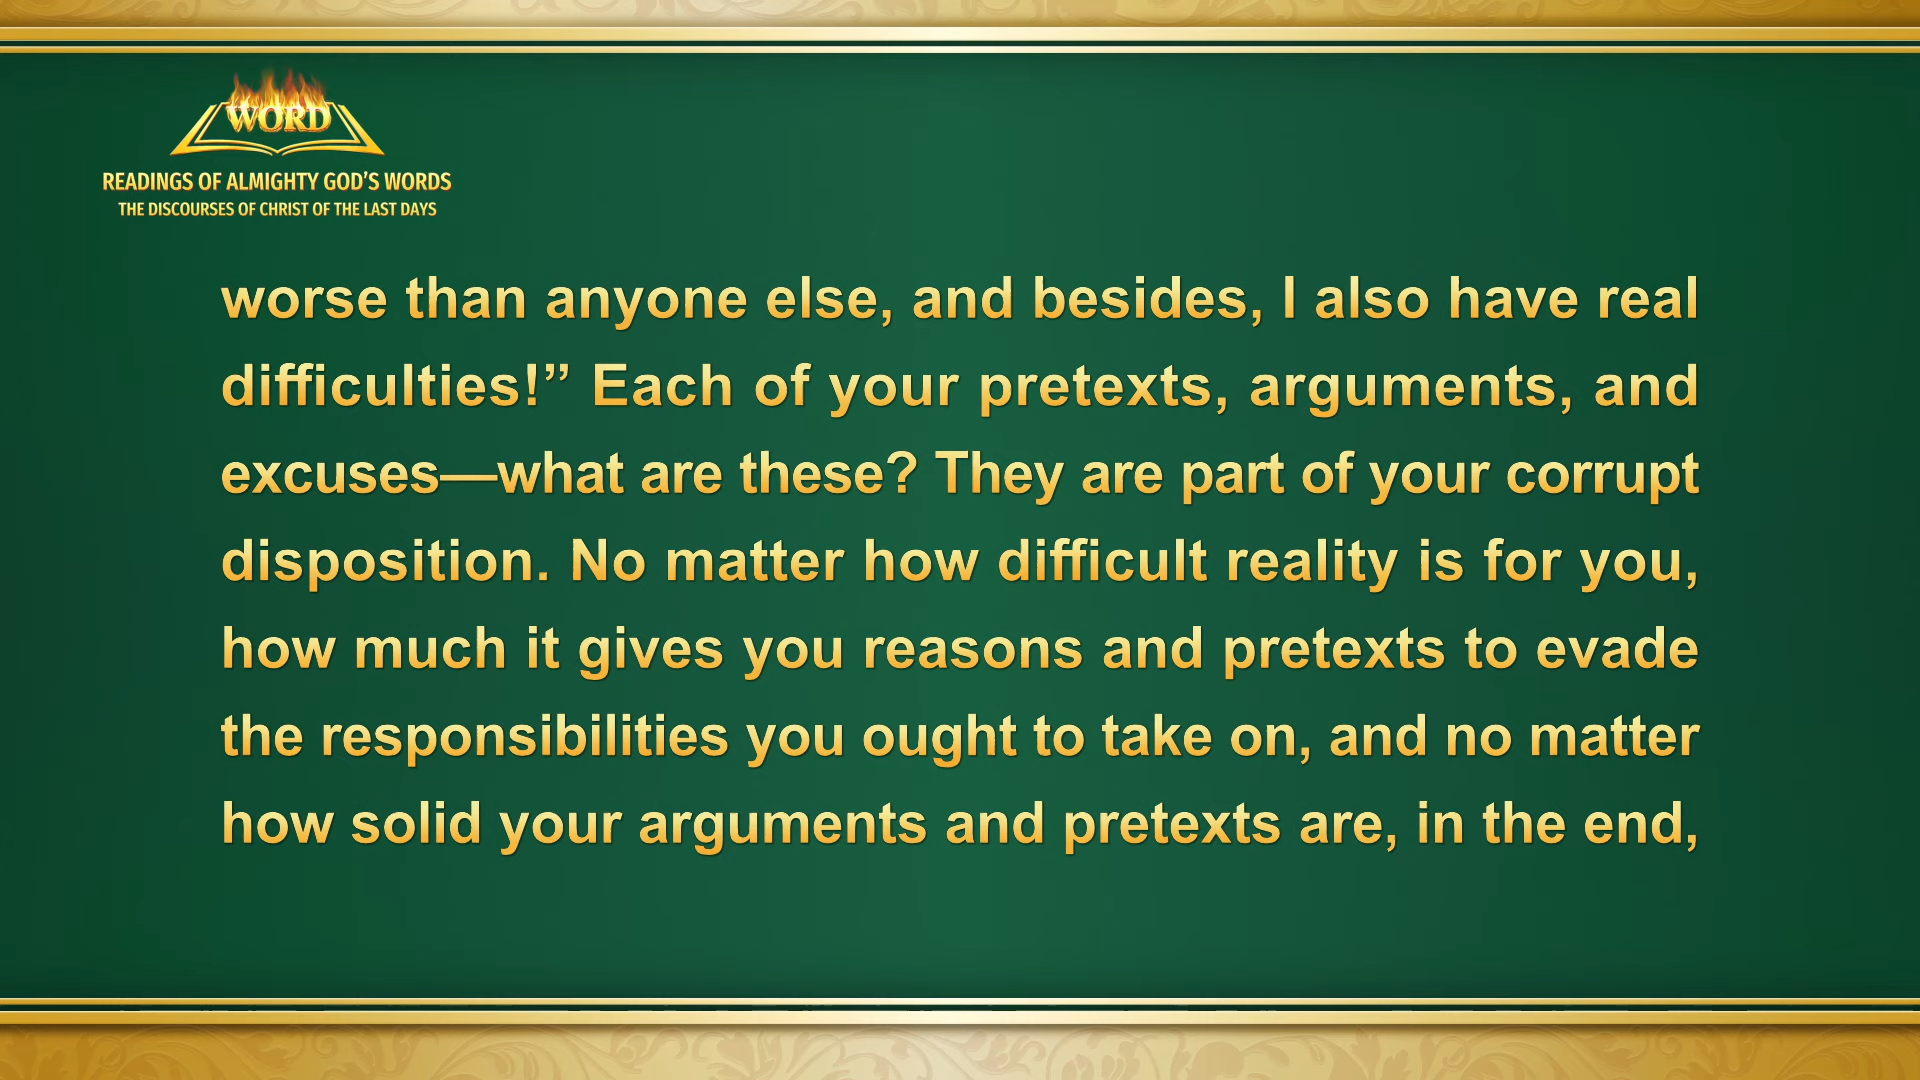 WORD
READINGS OF ALMIGHTY GOD'S WORDS
THE DISCOURSES OF CHRIST OF THE LAST DAYS
worse than anyone else, and besides, I also have real
difficulties!” Each of your pretexts, arguments, and
excuses—what are these? They are part of your corrupt
disposition. No matter how difficult reality is for you,
how much it gives you reasons and pretexts to evade
the responsibilities you ought to take on, and no matter
how solid your arguments and pretexts are, in the end,